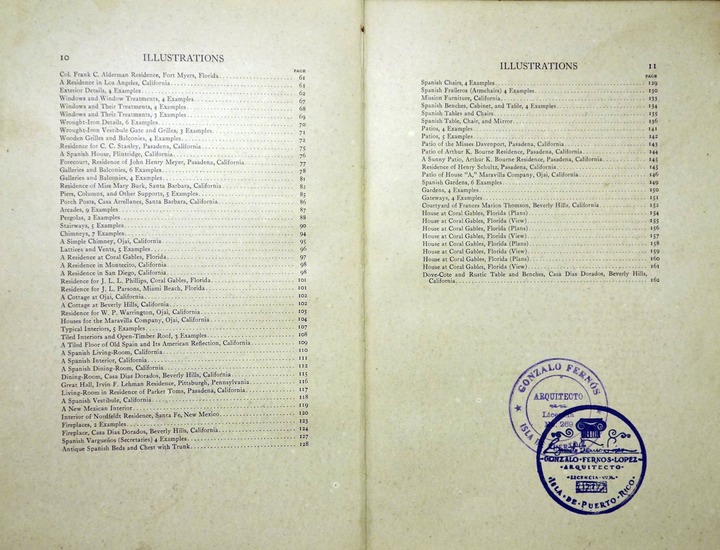 10 ILLUSTRATIONS
PAGE
Col. Frank C. Alderman Residence, Fort Myers, Florida 61
A Residence in Los Angeles, California 61
Exterior Details, 4 Examples 62
Windows and Window Treatments, 4 Examples 67
Windows and Their Treatments, 4 Examples 68
Windows and Their Treatments, 3 Examples 69
Wrought-Iron Details, 6 Examples 70
Wrought-Iron Vestibule Gate and Grilles, 3 Examples 71
Wooden Grilles and Balconies, 4 Examples 72
Residence for C. C. Stanley, Pasadena, California 75
A Spanish House, Flintridge, California 76
Forecourt, Residence of John Henry Meyer, Pasadena, California 77
Galleries and Balconies, 6 Examples 78
Galleries and Balconies, 4 Examples 81
Residence of Miss Mary Burk, Santa Barbara, California 82
Piers, Columns, and Other Supports, 5 Examples 85
Porch Posts, Casa Arrellanes, Santa Barbara, California 86
Arcades, 9 Examples 87
Pergolas, 2 Examples 88
Stairways, 5 Examples 90
Chimneys, 7 Examples 94
A Simple Chimney, Ojai, California 95
Lattices and Vents, 5 Examples 96
A Residence at Coral Gables, Florida 97
A Residence in Montecito, California 98
A Residence in San Diego, California 98
Residence for J. L. L. Phillips, Coral Gables, Florida 101
Residence for J. L. Parsons, Miami Beach, Florida 101
A Cottage at Ojai, California 102
A Cottage at Beverly Hills, California 102
Residence for W. P. Warrington, Ojai, California 103
Houses for the Maravilla Company, Ojai, California 104
Typical Interiors, 5 Examples 107
Tiled Interiors and Open-Timber Roof, 3 Examples 108
A Tiled Floor of Old Spain and Its American Reflection, California 109
A Spanish Living-Room, California 110
A Spanish Interior, California 111
A Spanish Dining-Room, California 112
Dining-Room, Casa Dias Dorados, Beverly Hills, California 115
Great Hall, Irvin F. Lehman Residence, Pittsburgh, Pennsylvania 116
Living-Room in Residence of Parker Toms, Pasadena, California 117
A Spanish Vestibule, California 118
A New Mexican Interior 119
Interior of Nordfeldt Residence, Santa Fe, New Mexico 120
Fireplaces, 2 Examples 123
Fireplace, Casa Dias Dorados, Beverly Hills, California 124
Spanish Vargueños (Secretaries) 4 Examples 127
Antique Spanish Beds and Chest with Trunk 128
ILLUSTRATIONS 11
PAGE
Spanish Chairs, 4 Examples 129
Spanish Fraileros (Armchairs) 4 Examples 130
Mission Furniture, California 133
Spanish Benches, Cabinet, and Table, 4 Examples 134
Spanish Tables and Chairs 135
Spanish Table, Chair, and Mirror 136
Patios, 4 Examples 141
Patios, 5 Examples 142
Patio of the Misses Davenport, Pasadena, California 143
Patio of Arthur K. Bourne Residence, Pasadena, California 144
A Sunny Patio, Arthur K. Bourne Residence, Pasadena, California 145
Residence of Henry Schultz, Pasadena, California 145
Patio of House "A," Maravilla Company, Ojai, California 146
Spanish Gardens, 6 Examples 149
Gardens, 4 Examples 150
Gateways, 4 Examples 151
Courtyard of Frances Marion Thomson, Beverly Hills, California 152
House at Coral Gables, Florida (Plans) 154
House at Coral Gables, Florida (View) 155
House at Coral Gables, Florida (Plans) 156
House at Coral Gables, Florida (View) 157
House at Coral Gables, Florida (Plans) 158
House at Coral Gables, Florida (View) 159
House at Coral Gables, Florida (Plans) 160
House at Coral Gables, Florida (View) 161
Dove-Cote and Rustic Table and Benches, Casa Dias Dorados, Beverly Hills,
California 162
GONZALO FERNÓS
ARQUITECTO
Licencia
No. 269
GONZALO·FERNOS·LOPEZ
·ARQUITECTO·
·LICENCIA·NUM.·
·ISLA·DE·PUERTO·RICO·